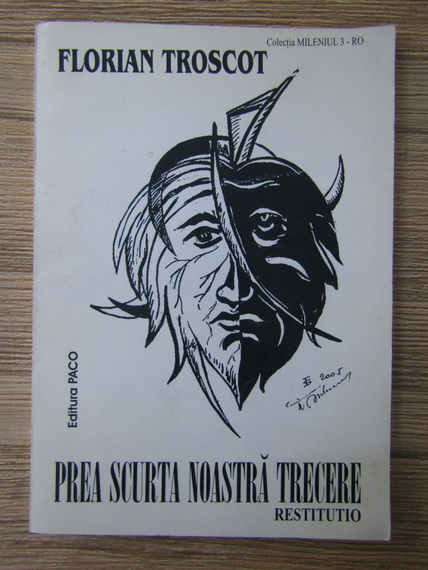 Colecția MILENIUL 3 - RO
FLORIAN TROSCOT
Editura PACO
2005
PREA SCURTA NOASTRĂ TRECERE
RESTITUTIO